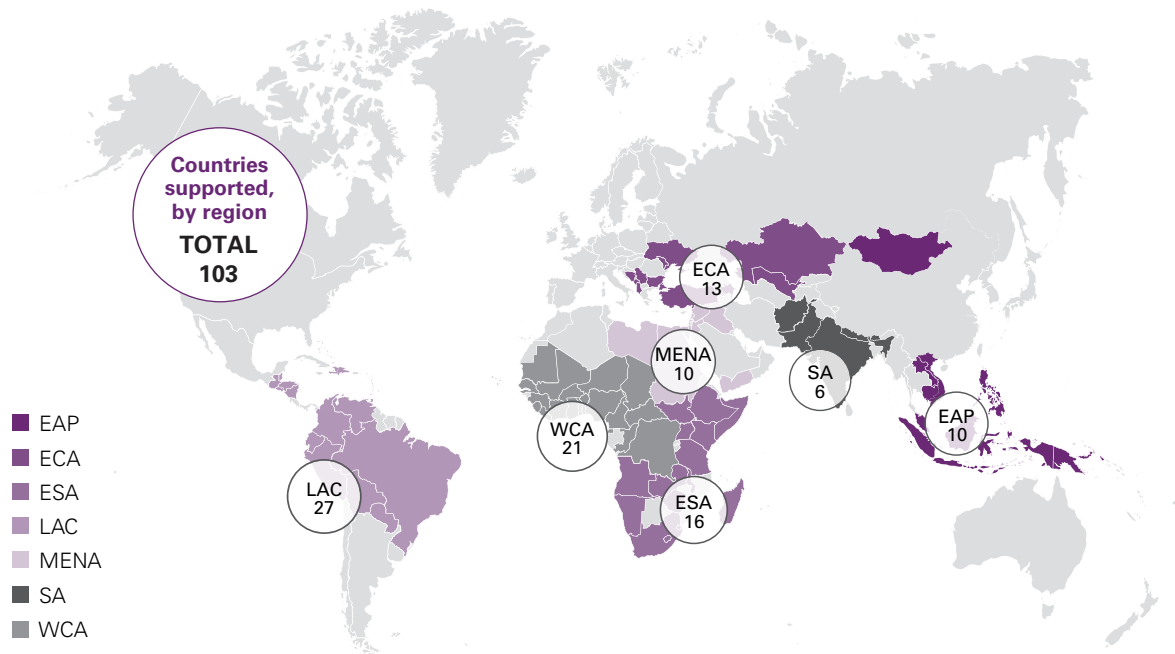 Countries
supported,
by region
TOTAL
103
ECA
13
MENA
10
SA
6
WCA
21
EAP
10
LAC
27
ESA
16
EAP
ECA
ESA
LAC
MENA
SA
WCA